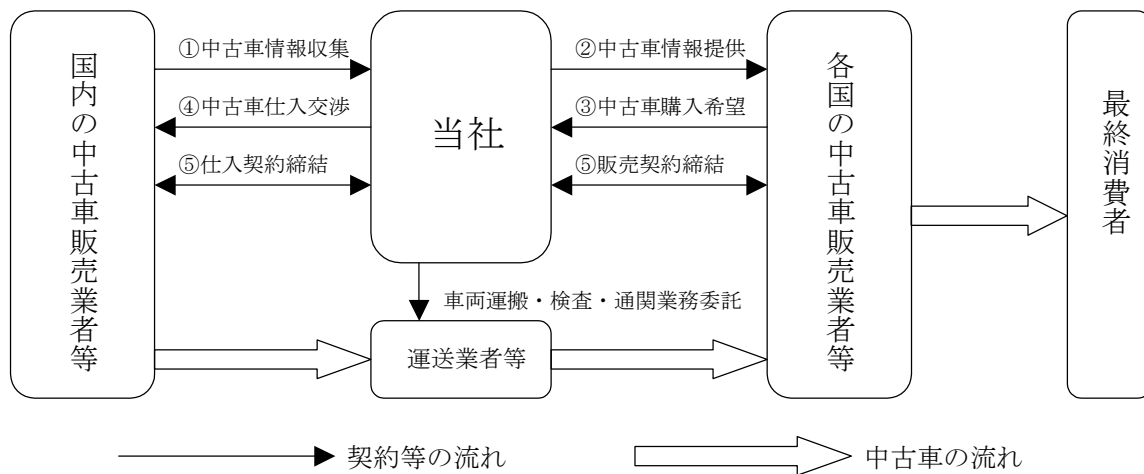 国内の中古車販売業者等
①中古車情報収集
④中古車仕入交渉
⑤仕入契約締結
当社
②中古車情報提供
③中古車購入希望
⑤販売契約締結
各国の中古車販売業者等
最終消費者
車両運搬・検査・通関業務委託
運送業者等
契約等の流れ
中古車の流れ